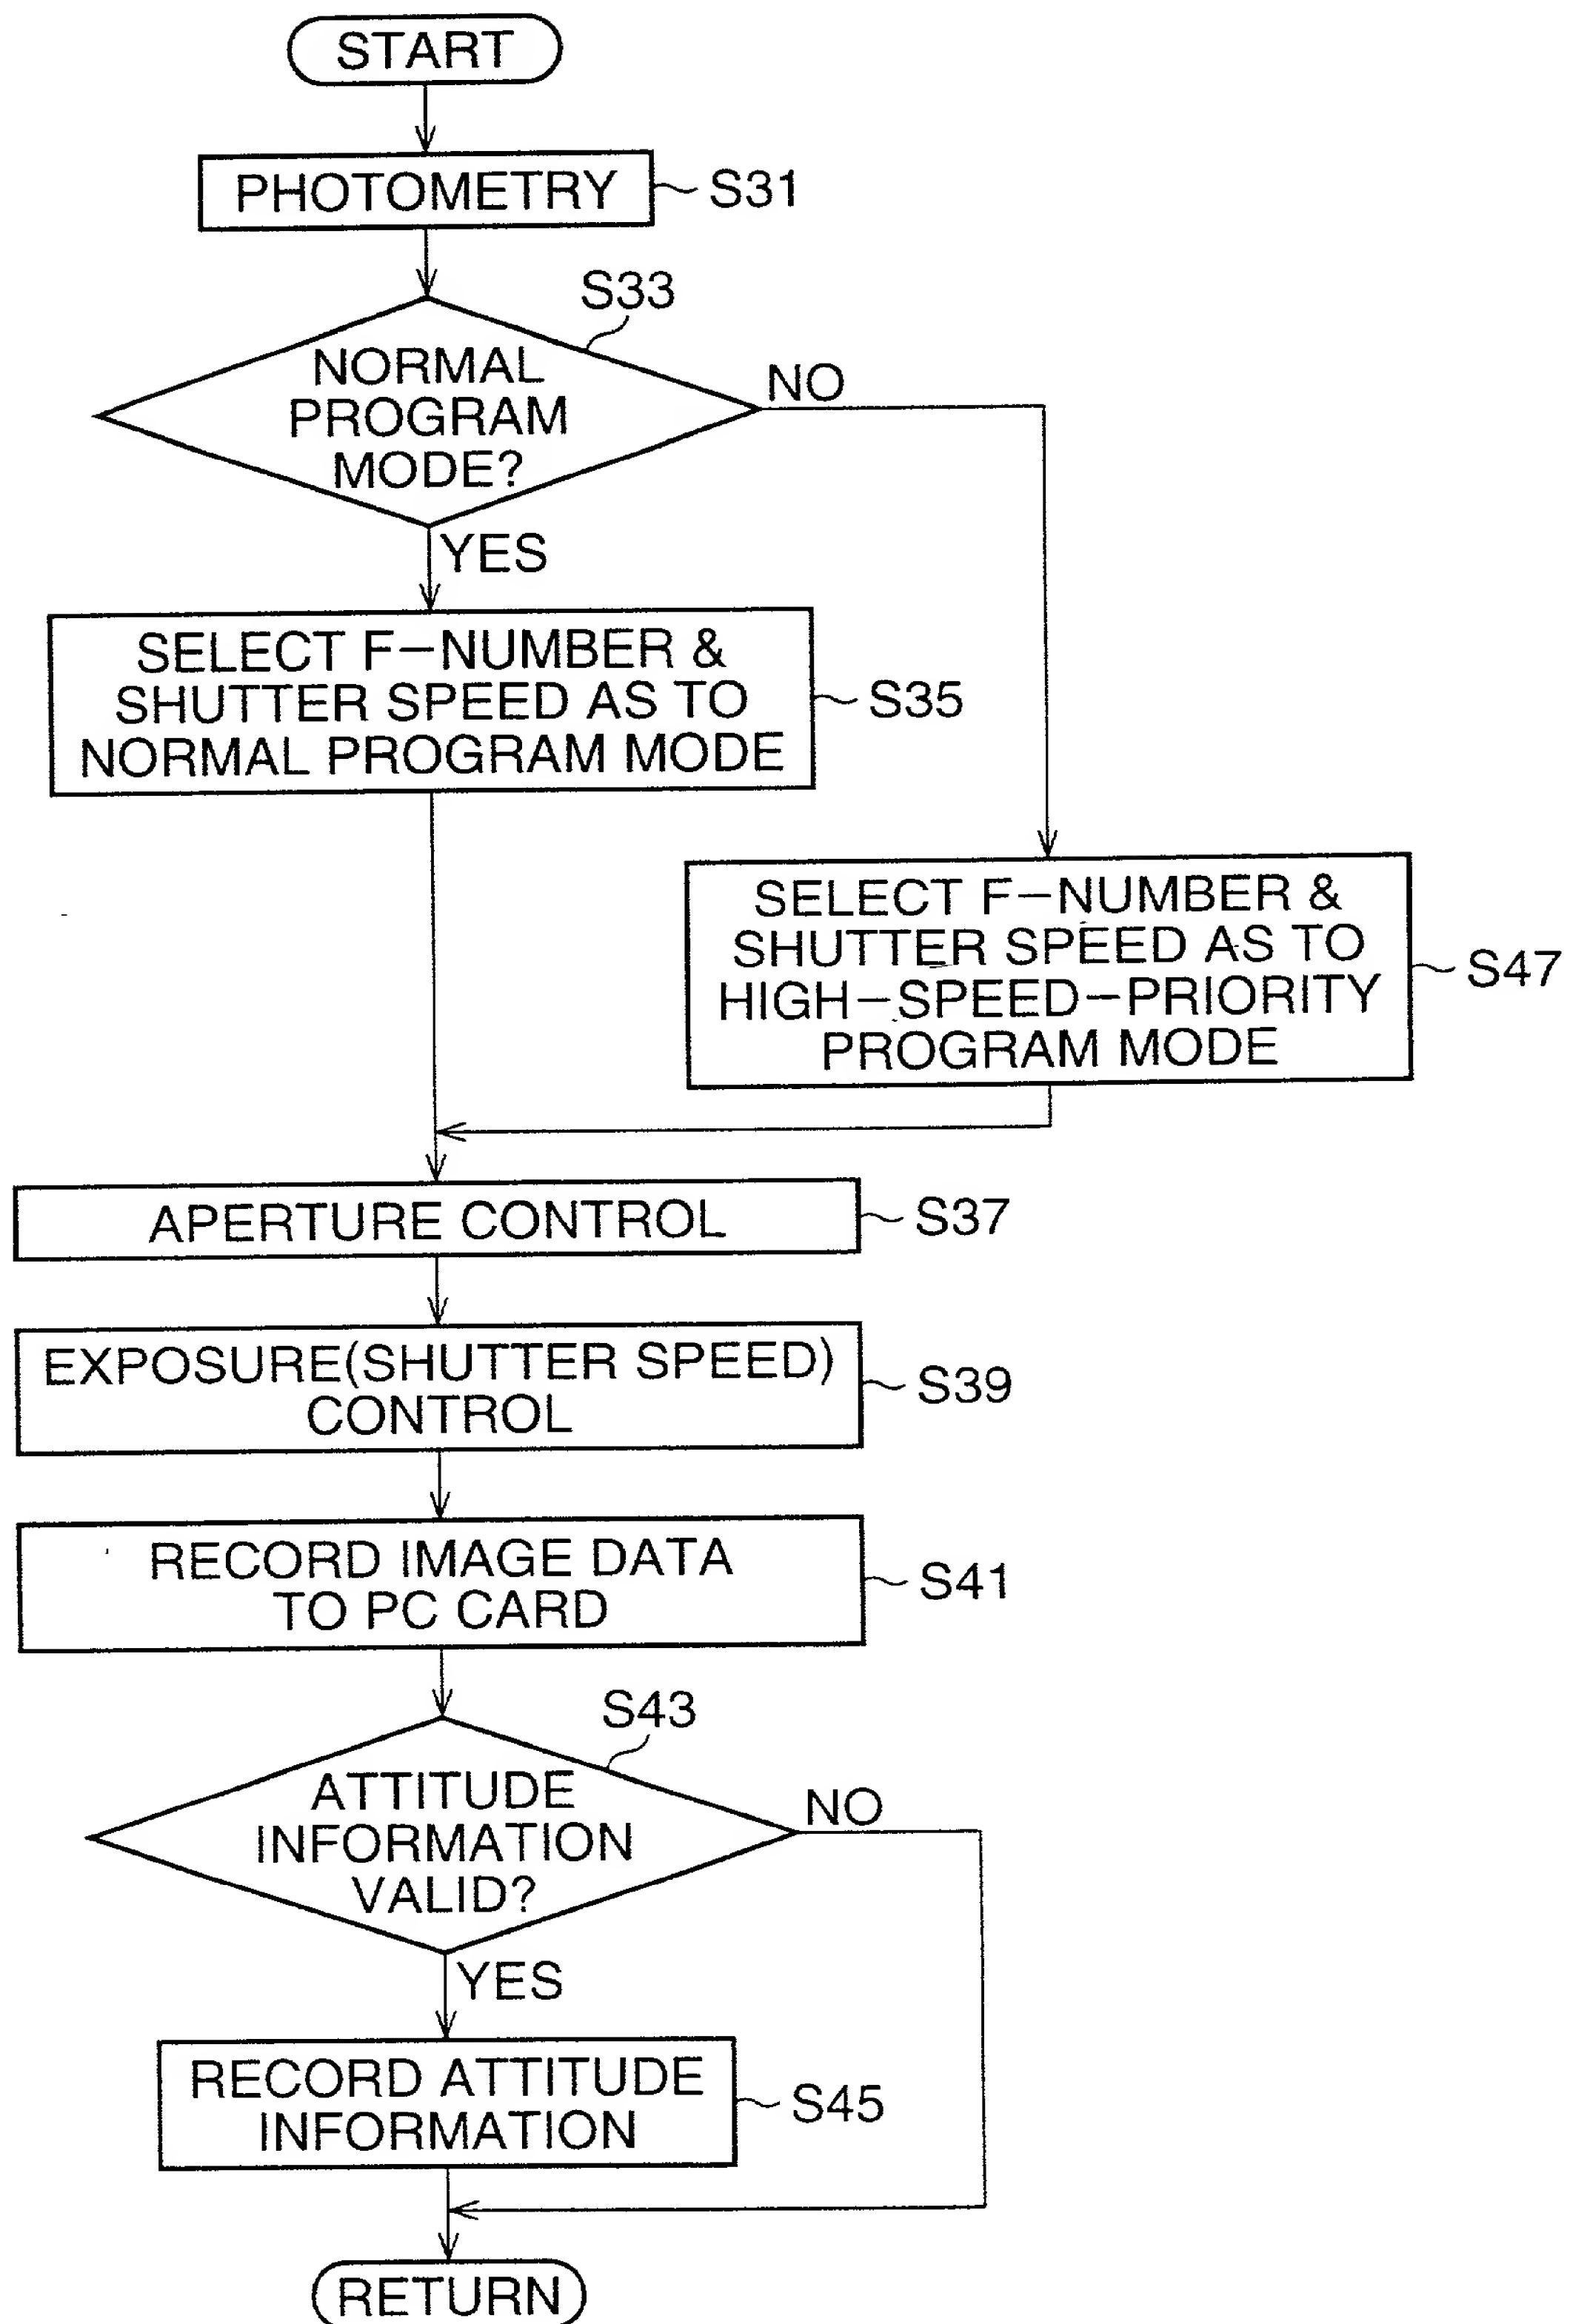 START
PHOTOMETRY
S31
S33
NORMAL
PROGRAM
MODE?
NO
YES
SELECT F-NUMBER &
SHUTTER SPEED AS TO
NORMAL PROGRAM MODE
S35
SELECT F-NUMBER &
SHUTTER SPEED AS TO
HIGH-SPEED-PRIORITY
PROGRAM MODE
S47
APERTURE CONTROL
S37
EXPOSURE(SHUTTER SPEED)
CONTROL
S39
RECORD IMAGE DATA
TO PC CARD
S41
S43
ATTITUDE
INFORMATION
VALID?
NO
YES
RECORD ATTITUDE
INFORMATION
S45
RETURN